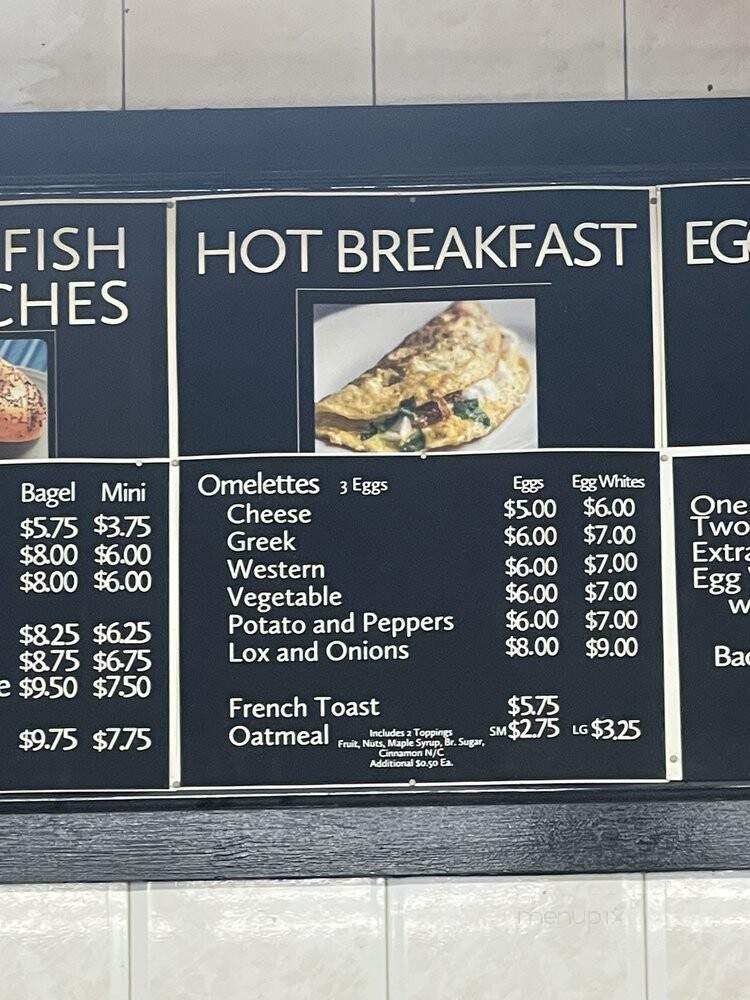 FISH
CHES
Bagel Mini
$5.75 $3.75
$8.00 $6.00
$8.00 $6.00
$8.25 $6.25
$8.75 $6.75
e $9.50 $7.50
$9.75 $7.75
HOT BREAKFAST
Omelettes 3 Eggs Eggs Egg Whites
Cheese $5.00 $6.00
Greek $6.00 $7.00
Western $6.00 $7.00
Vegetable $6.00 $7.00
Potato and Peppers $6.00 $7.00
Lox and Onions $8.00 $9.00
French Toast $5.75
Oatmeal Includes 2 Toppings SM $2.75 LG $3.25
Fruit, Nuts, Maple Syrup, Br. Sugar,
Cinnamon N/C
Additional $0.50 Ea.
EG
One
Two
Extra
Egg
w
Bac
menupix